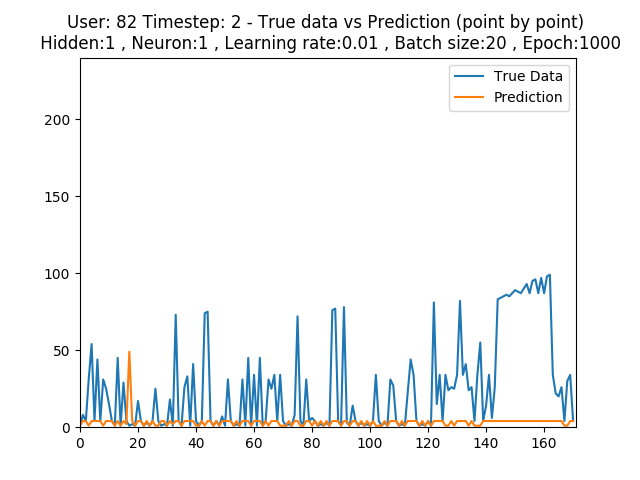 User: 82 Timestep: 2 - True data vs Prediction (point by point)
Hidden:1 , Neuron:1 , Learning rate:0.01 , Batch size:20 , Epoch:1000
True Data
Prediction
200
150
100
50
0
0 20 40 60 80 100 120 140 160